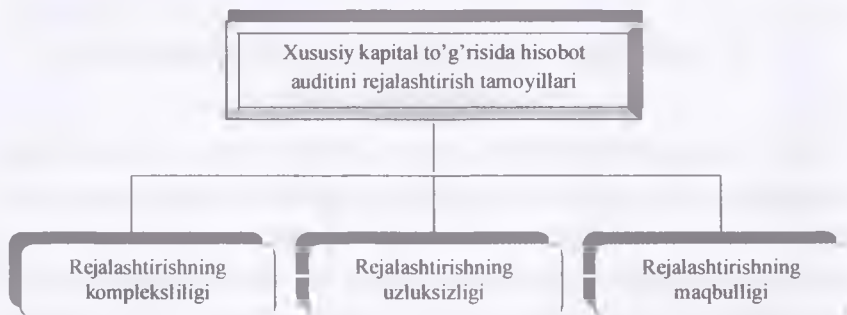 Xususiy kapital to'g'risida hisobot
auditini rejalashtirish tamoyillari
Rejalashtirishning
kompleksliligi
Rejalashtirishning
uzluksizligi
Rejalashtirishning
maqbulligi